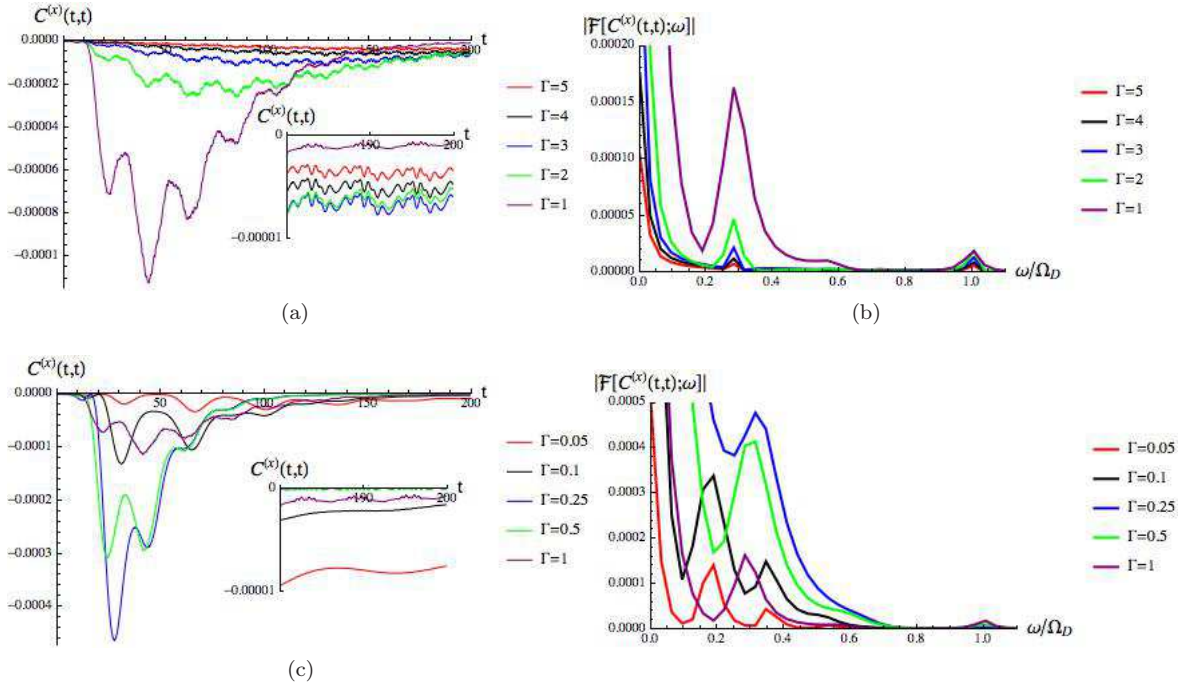 C^(x)(t,t)
0.0000
-0.00002
-0.00004
-0.00006
-0.00008
-0.0001
50
100
150
200
t
Γ=5
Γ=4
Γ=3
Γ=2
Γ=1
C^(x)(t,t)
0
-0.00001
190
200
t
(a)
|F[C^(x)(t,t);ω]|
0.00020
0.00015
0.00010
0.00005
0.00000
0.0
0.2
0.4
0.6
0.8
1.0
ω/Ω_D
Γ=5
Γ=4
Γ=3
Γ=2
Γ=1
(b)
C^(x)(t,t)
0.0000
-0.0001
-0.0002
-0.0003
-0.0004
50
100
150
200
t
Γ=0.05
Γ=0.1
Γ=0.25
Γ=0.5
Γ=1
C^(x)(t,t)
0
-0.00001
190
200
t
(c)
|F[C^(x)(t,t);ω]|
0.0005
0.0004
0.0003
0.0002
0.0001
0.0000
0.0
0.2
0.4
0.6
0.8
1.0
ω/Ω_D
Γ=0.05
Γ=0.1
Γ=0.25
Γ=0.5
Γ=1